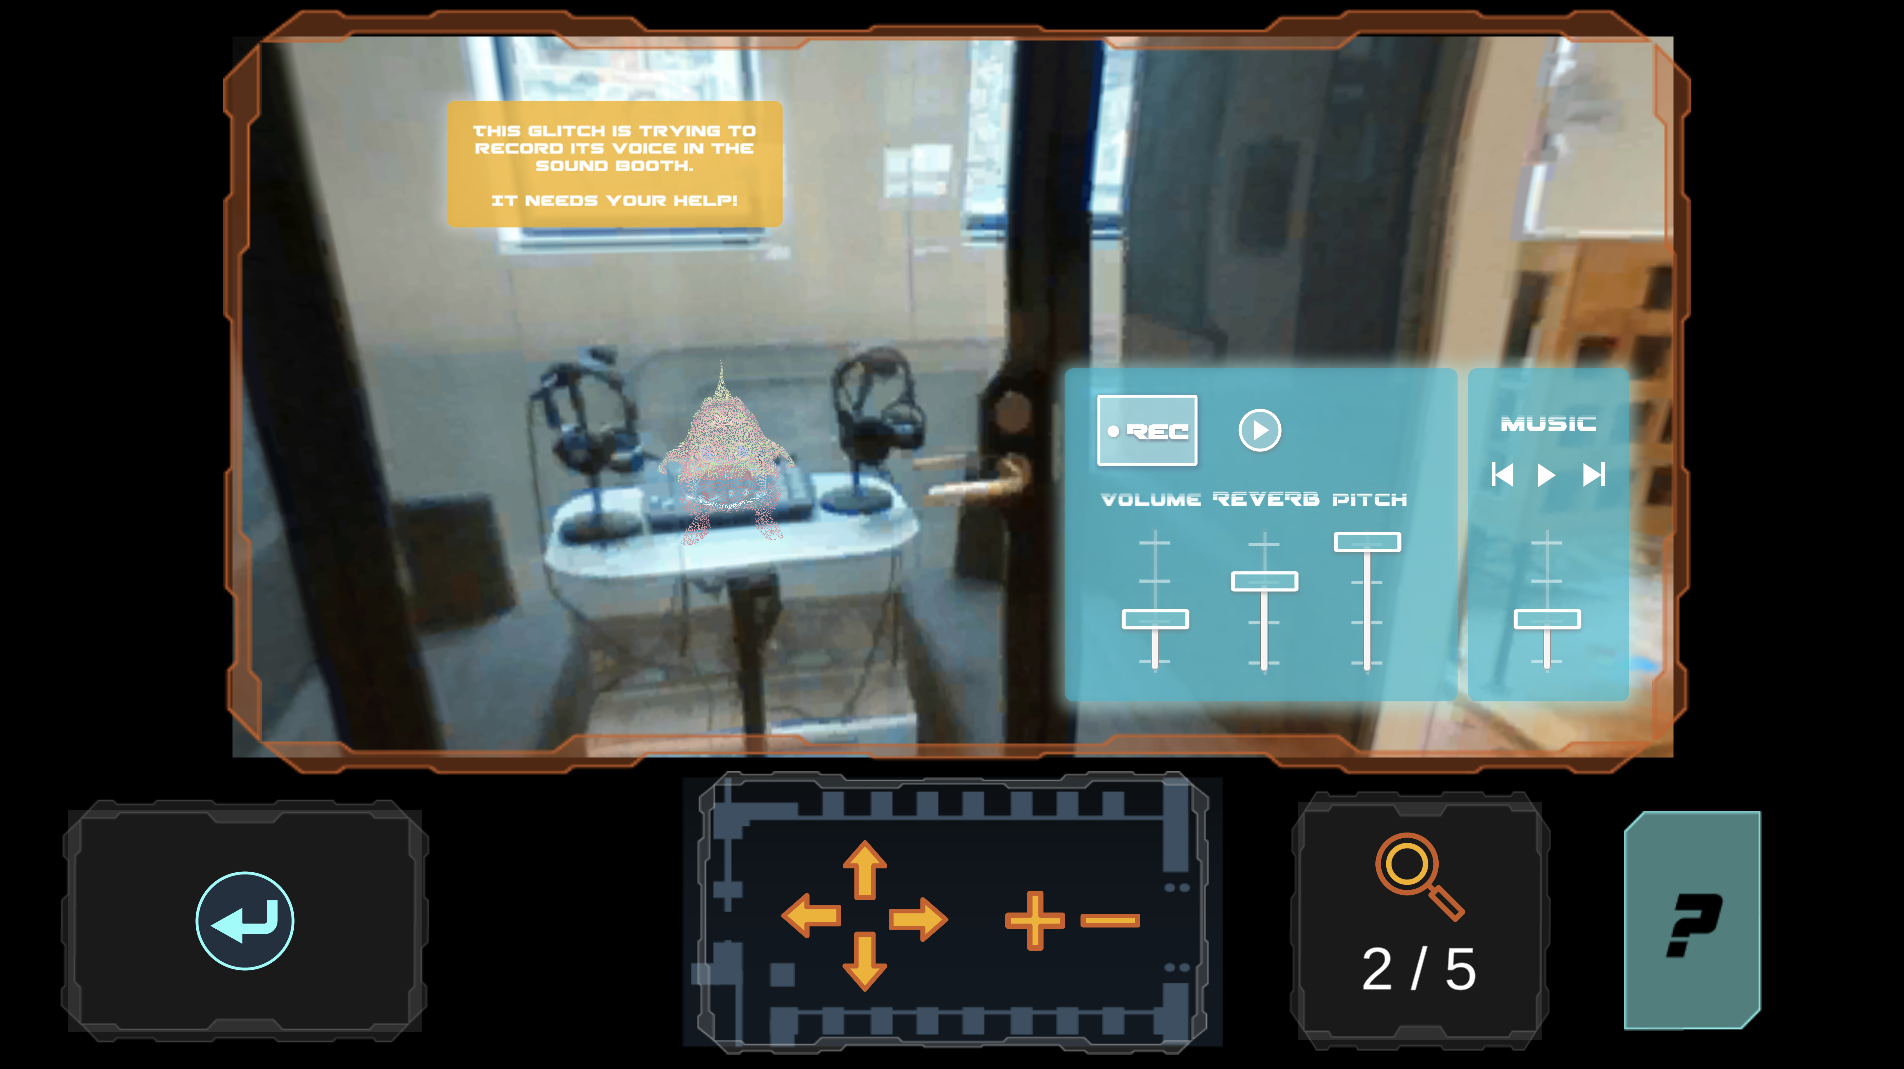 THIS GLITCH IS TRYING TO
RECORD ITS VOICE IN THE
SOUND BOOTH.
IT NEEDS YOUR HELP!
REC
VOLUME REVERB PITCH
MUSIC
2 / 5
?